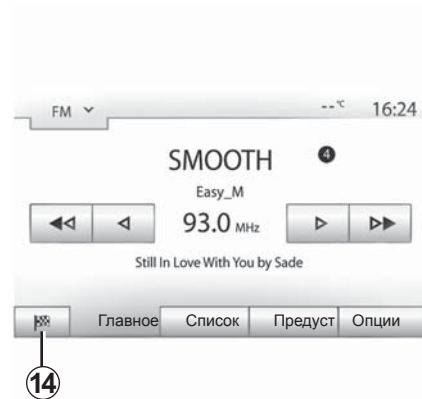 FM --°C 16:24
SMOOTH 4
Easy_M
93.0 MHz
Still In Love With You by Sade
Главное Список Предуст Опции
14